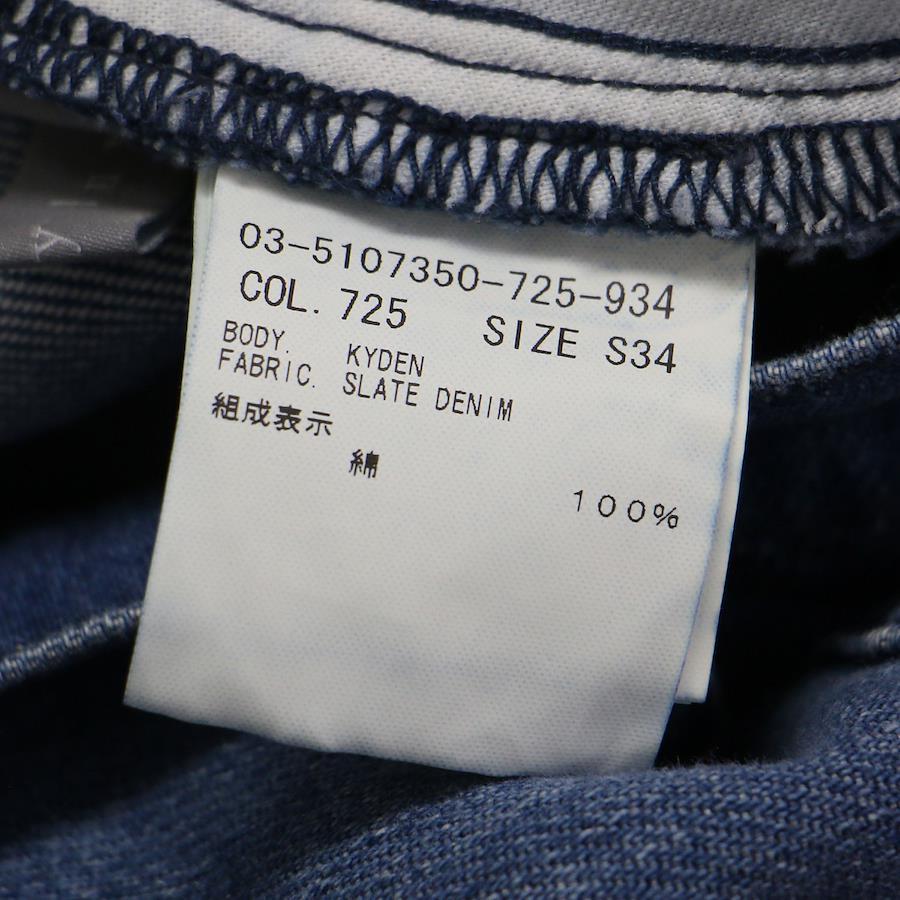 03-5107350-725-934
COL. 725 SIZE S34
BODY. KYDEN
FABRIC. SLATE DENIM
組成表示
綿 100%